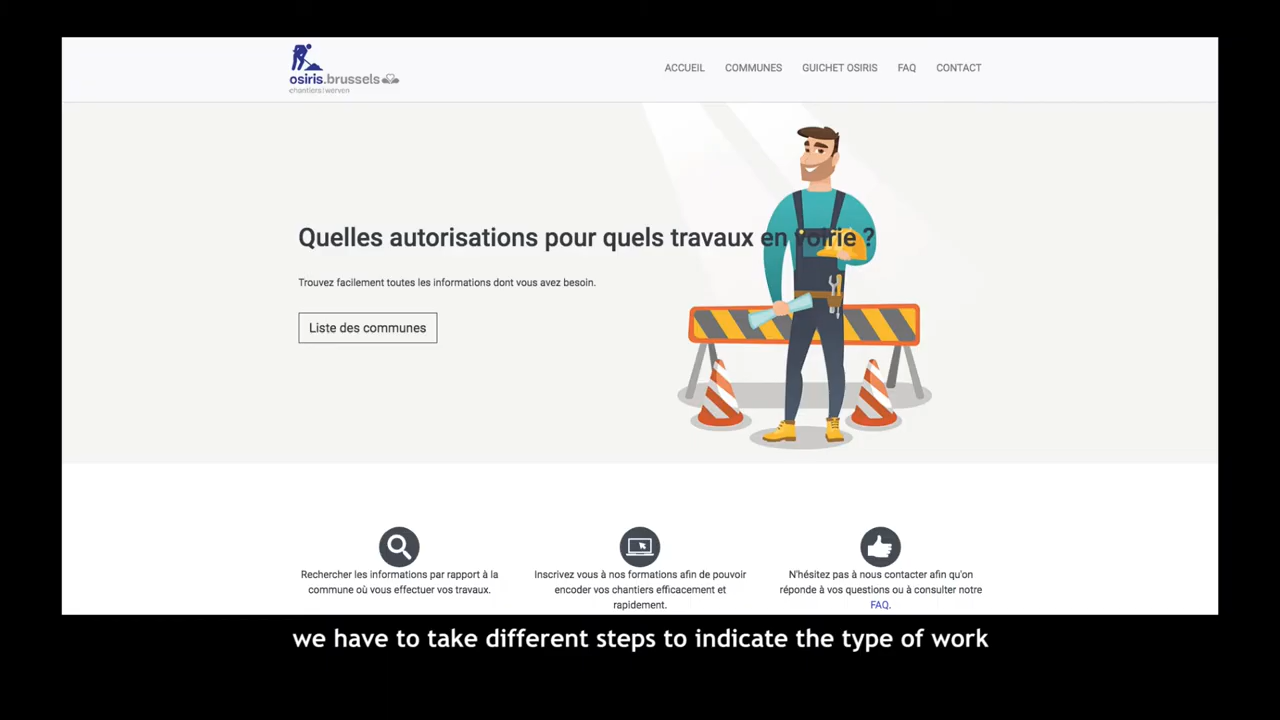 osiris.brussels
chantiers|werven
ACCUEIL COMMUNES GUICHET OSIRIS FAQ CONTACT
Quelles autorisations pour quels travaux en voirie ?
Trouvez facilement toutes les informations dont vous avez besoin.
Liste des communes
Rechercher les informations par rapport à la
commune où vous effectuer vos travaux.
Inscrivez vous à nos formations afin de pouvoir
encoder vos chantiers efficacement et
rapidement.
N'hésitez pas à nous contacter afin qu'on
réponde à vos questions ou à consulter notre
FAQ.
we have to take different steps to indicate the type of work